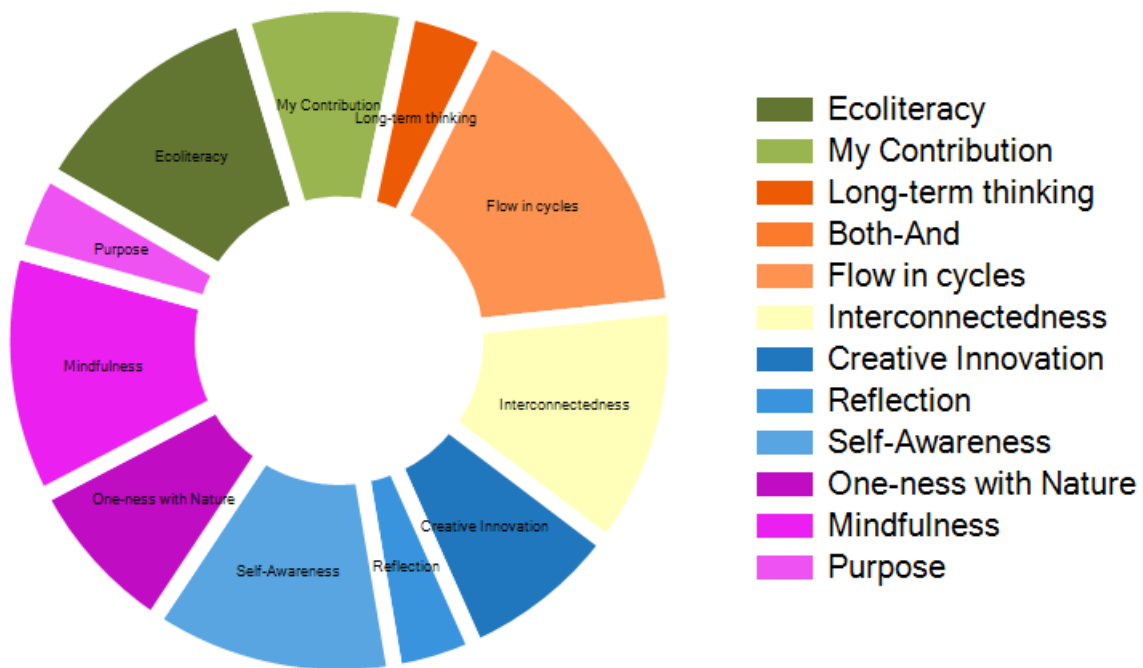 My Contribution
Long-term thinking
Ecoliteracy
Flow in cycles
Purpose
Mindfulness
Interconnectedness
One-ness with Nature
Creative Innovation
Self-Awareness
Reflection
Ecoliteracy
My Contribution
Long-term thinking
Both-And
Flow in cycles
Interconnectedness
Creative Innovation
Reflection
Self-Awareness
One-ness with Nature
Mindfulness
Purpose